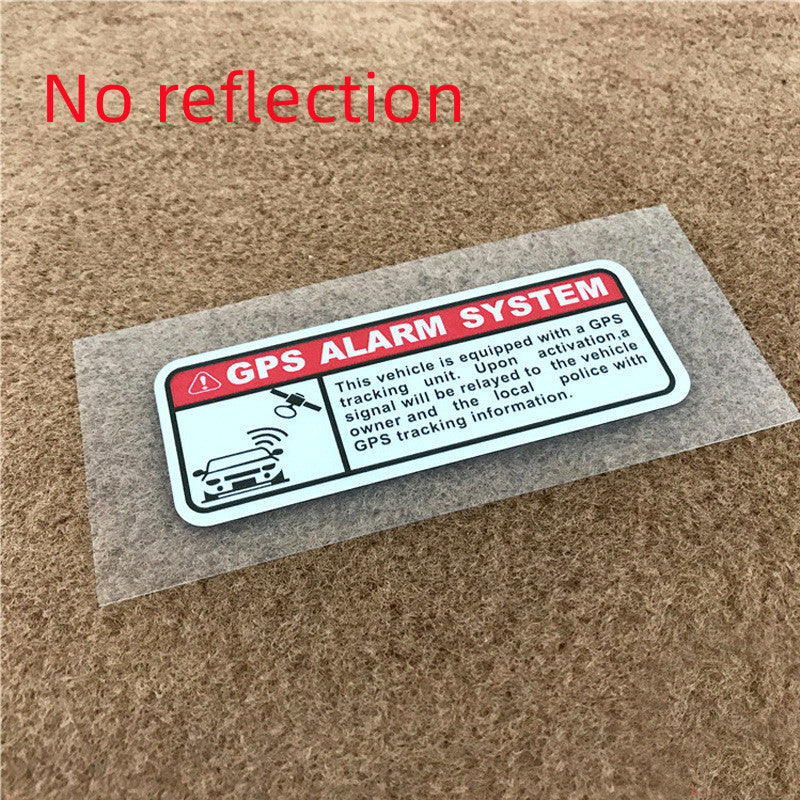 No reflection
GPS ALARM SYSTEM
This vehicle is equipped with a GPS
tracking unit. Upon activation,a
signal will be relayed to the vehicle
owner and the local police with
GPS tracking information.